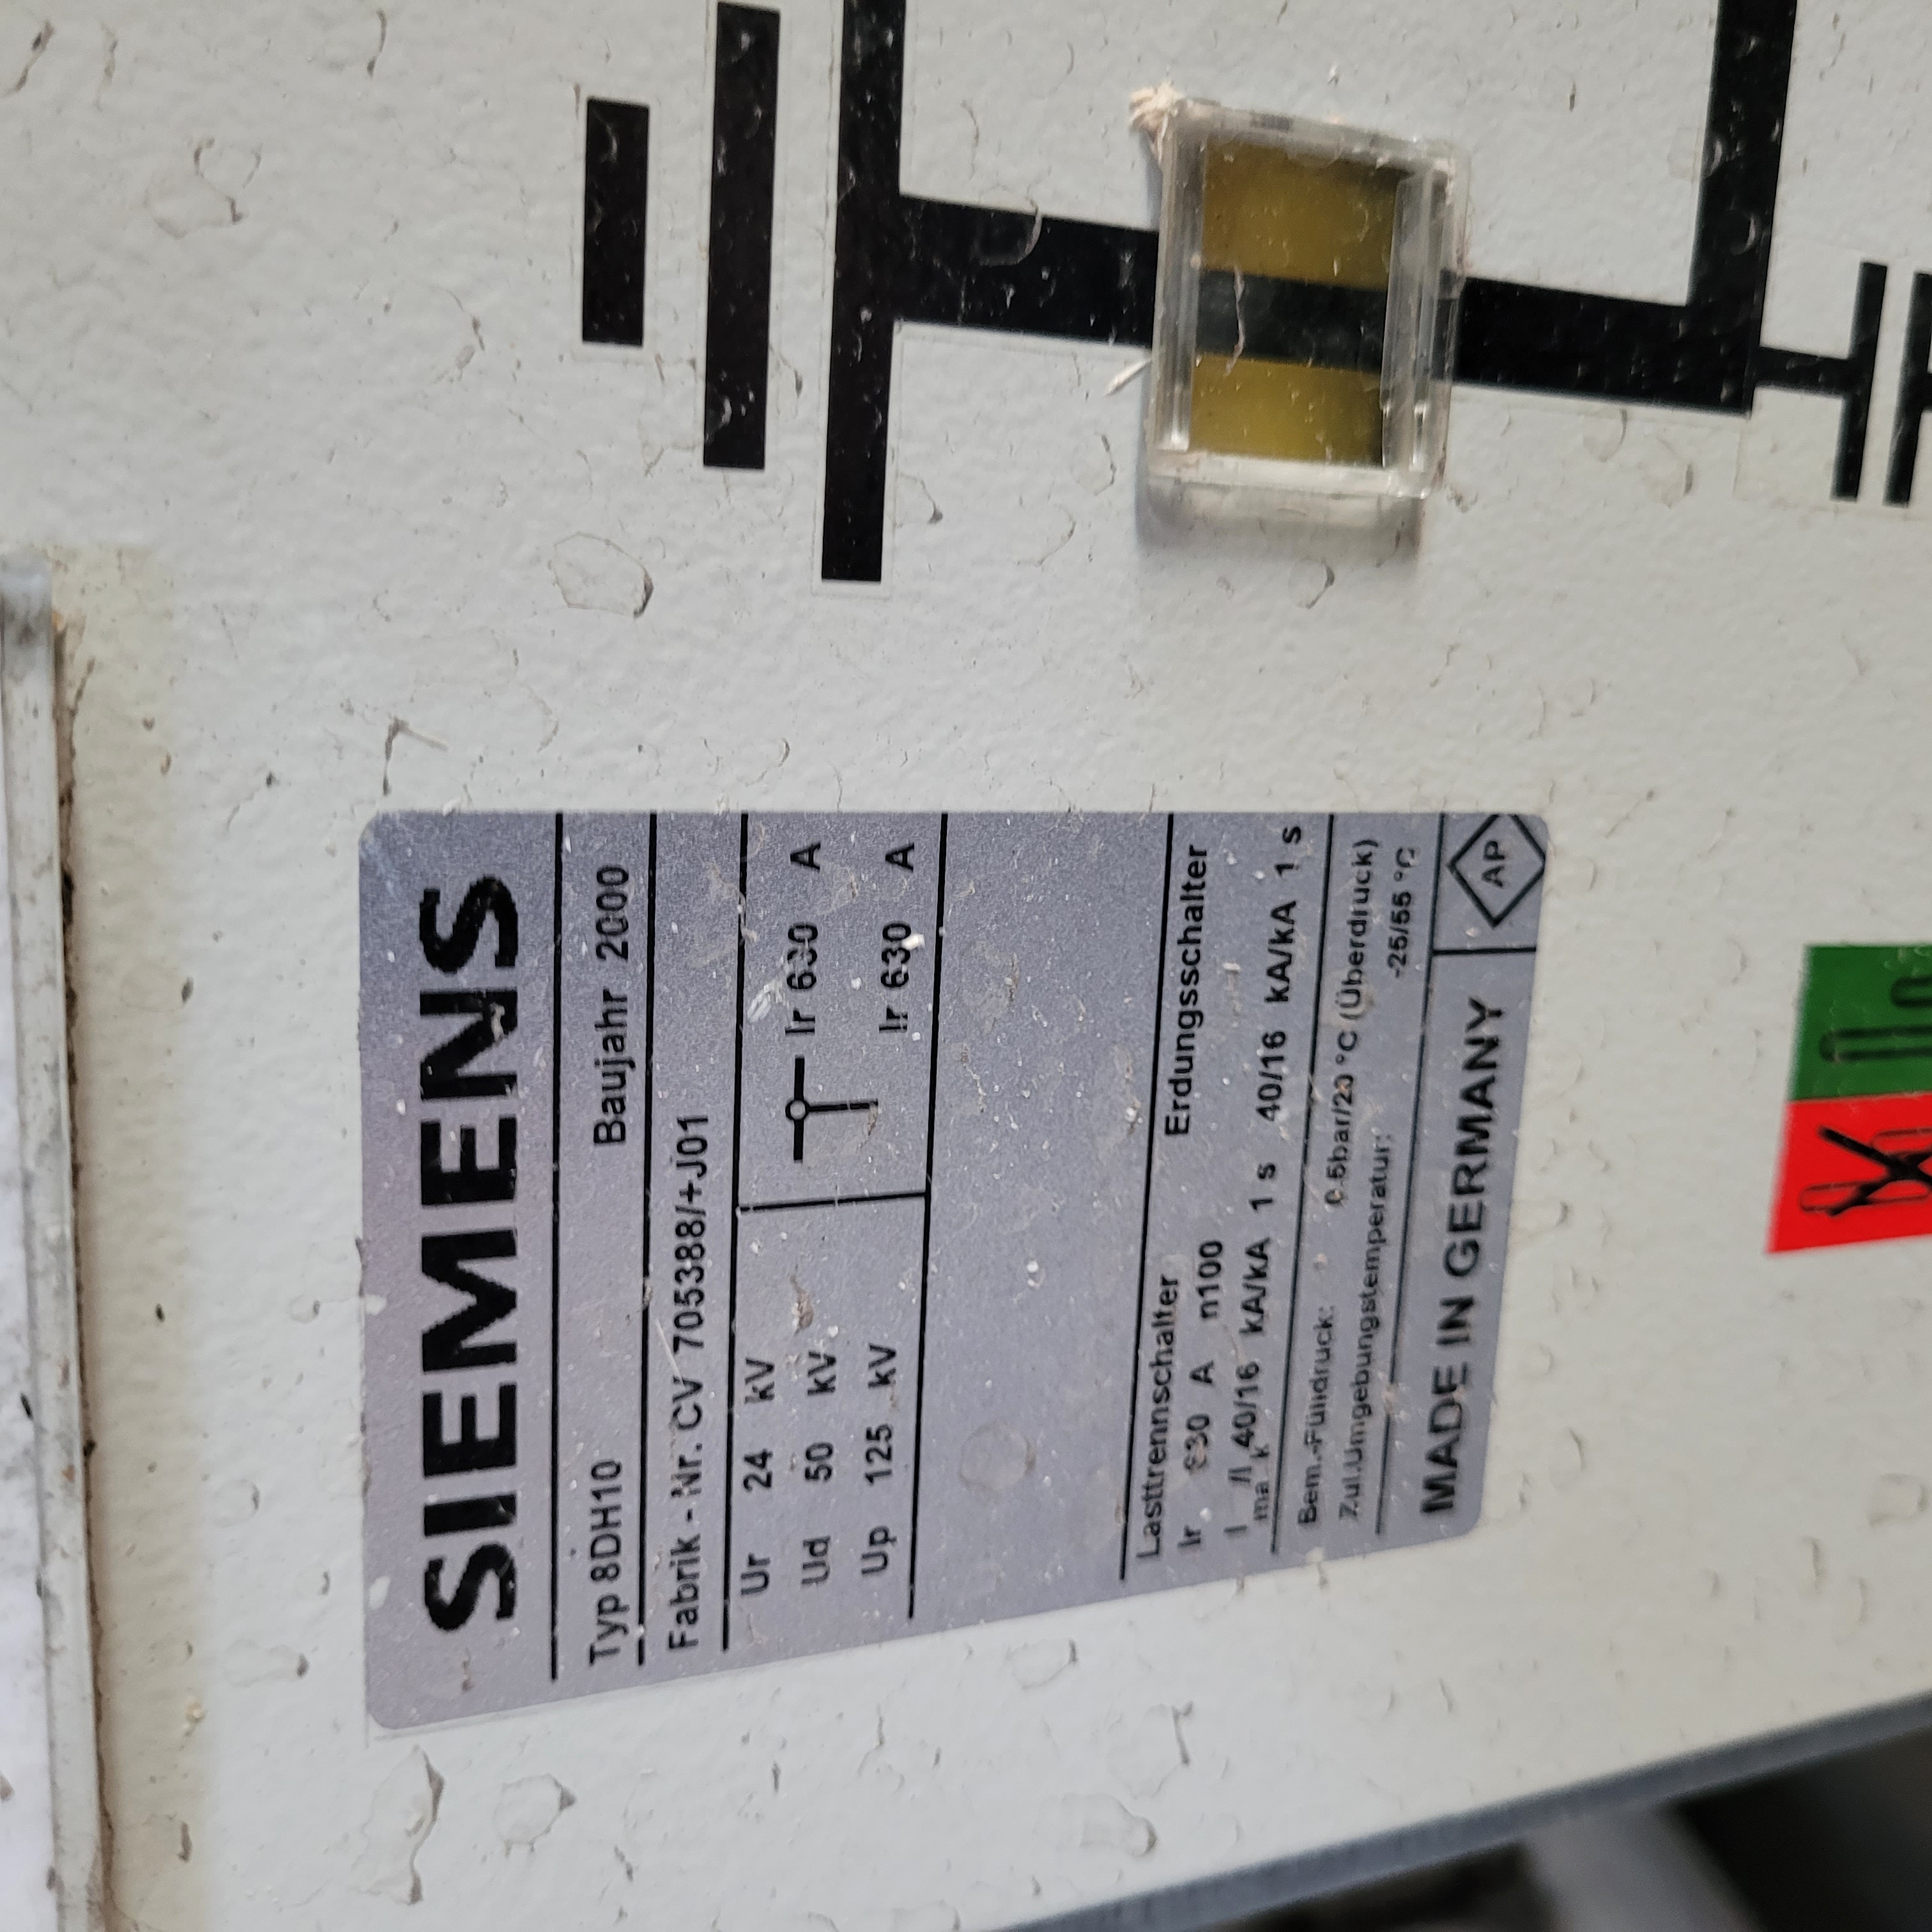 SIEMENS
Typ 8DH10 Baujahr 2000
Fabrik - Nr. CV 705388/+J01
Ur 24 kV Ir 630 A
Ud 50 kV Ir 630 A
Up 125 kV
Lasttrennschalter Erdungsschalter
Ir 630 A n100
I ma /I k 40/16 kA/kA 1 s 40/16 kA/kA 1 s
Bem.-Fülldruck: 0.5bar/20 °C (Überdruck)
Zul.Umgebungstemperatur: -25/55 °C
MADE IN GERMANY AP